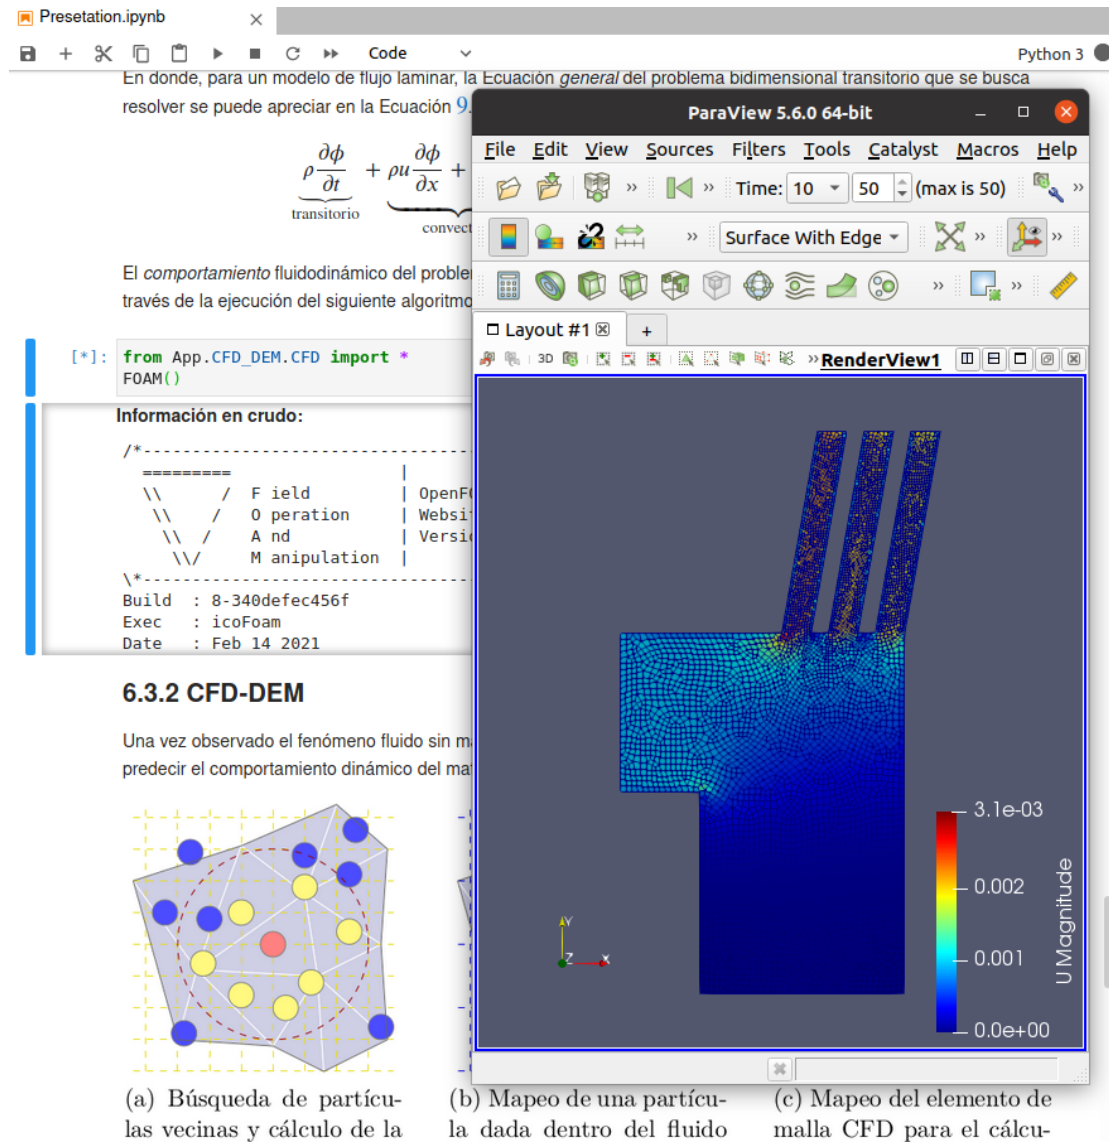 Presetation.ipynb
Code
Python 3
En donde, para un modelo de flujo laminar, la Ecuación general del problema bidimensional transitorio que se busca
resolver se puede apreciar en la Ecuación 9.
ρ ∂ϕ/∂t + ρu ∂ϕ/∂x +
transitorio
convect
El comportamiento fluidodinámico del proble
través de la ejecución del siguiente algoritmo
[*]: from App.CFD_DEM.CFD import *
FOAM()
Información en crudo:
/*---------------------------------
========= |
\\ / F ield | OpenFO
\\ / O peration | Websit
\\ / A nd | Versio
\\/ M anipulation |
\*---------------------------------
Build : 8-340defec456f
Exec : icoFoam
Date : Feb 14 2021
6.3.2 CFD-DEM
Una vez observado el fenómeno fluido sin ma
predecir el comportamiento dinámico del mat
(a) Búsqueda de partícu-
las vecinas y cálculo de la
(b) Mapeo de una partícu-
la dada dentro del fluido
(c) Mapeo del elemento de
malla CFD para el cálcu-
ParaView 5.6.0 64-bit
File Edit View Sources Filters Tools Catalyst Macros Help
Time: 10 50 (max is 50)
Surface With Edge
Layout #1
3D
RenderView1
3.1e-03
0.002
0.001
0.0e+00
U Magnitude
Y
Z
X